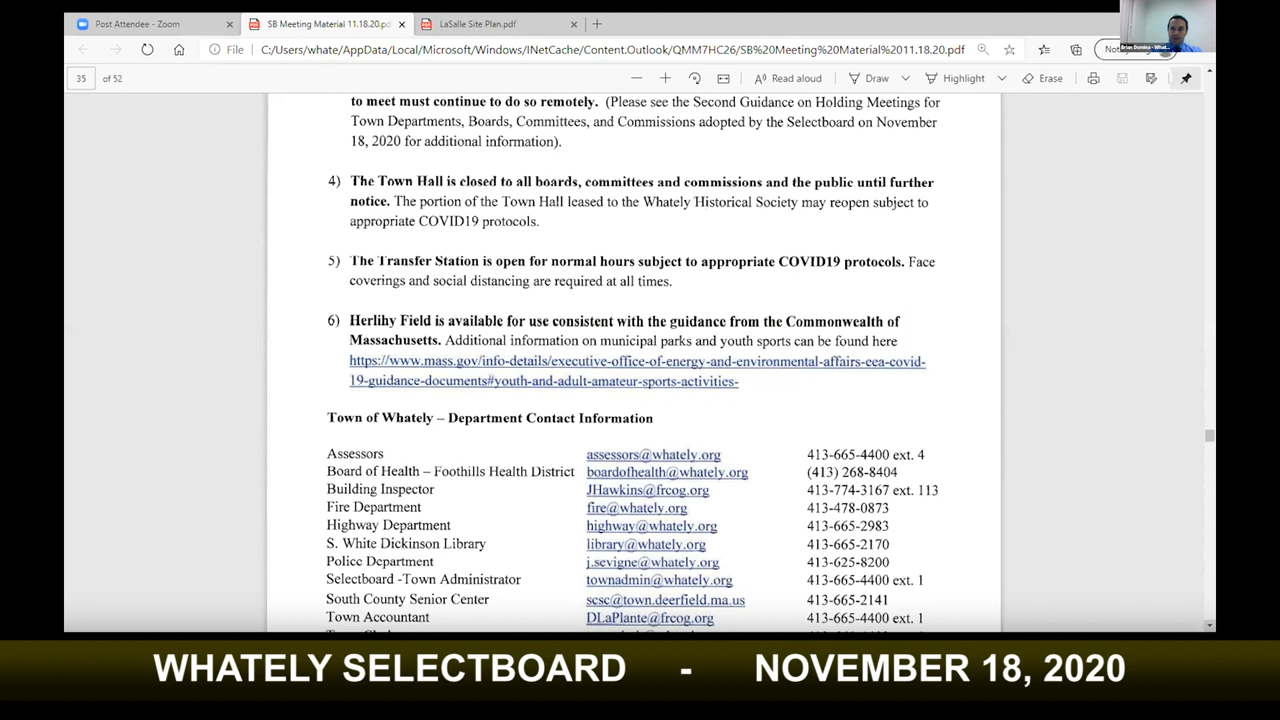 Post Attendee - Zoom
SB Meeting Material 11.18.20.pd
LaSalle Site Plan.pdf
File
C:/Users/whate/AppData/Local/Microsoft/Windows/INetCache/Content.Outlook/QMM7HC26/SB%20Meeting%20Material%2011.18.20.pdf
35 of 52
Read aloud
Draw
Highlight
Erase
to meet must continue to do so remotely. (Please see the Second Guidance on Holding Meetings for
Town Departments, Boards, Committees, and Commissions adopted by the Selectboard on November
18, 2020 for additional information).
4) The Town Hall is closed to all boards, committees and commissions and the public until further
notice. The portion of the Town Hall leased to the Whately Historical Society may reopen subject to
appropriate COVID19 protocols.
5) The Transfer Station is open for normal hours subject to appropriate COVID19 protocols. Face
coverings and social distancing are required at all times.
6) Herlihy Field is available for use consistent with the guidance from the Commonwealth of
Massachusetts. Additional information on municipal parks and youth sports can be found here
https://www.mass.gov/info-details/executive-office-of-energy-and-environmental-affairs-eea-covid-
19-guidance-documents#youth-and-adult-amateur-sports-activities-
Town of Whately – Department Contact Information
Assessors assessors@whately.org 413-665-4400 ext. 4
Board of Health – Foothills Health District boardofhealth@whately.org (413) 268-8404
Building Inspector JHawkins@frcog.org 413-774-3167 ext. 113
Fire Department fire@whately.org 413-478-0873
Highway Department highway@whately.org 413-665-2983
S. White Dickinson Library library@whately.org 413-665-2170
Police Department j.sevigne@whately.org 413-625-8200
Selectboard -Town Administrator townadmin@whately.org 413-665-4400 ext. 1
South County Senior Center scsc@town.deerfield.ma.us 413-665-2141
Town Accountant DLaPlante@frcog.org 413-665-4400 ext. 1
WHATELY SELECTBOARD - NOVEMBER 18, 2020